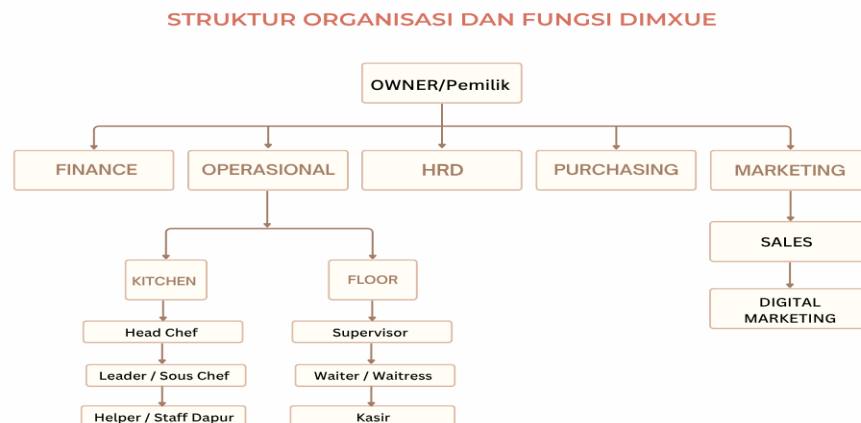 STRUKTUR ORGANISASI DAN FUNGSI DIMXUE
OWNER/Pemilik
FINANCE
OPERASIONAL
HRD
PURCHASING
MARKETING
SALES
KITCHEN
FLOOR
DIGITAL
MARKETING
Head Chef
Supervisor
Leader / Sous Chef
Waiter / Waitress
Helper / Staff Dapur
Kasir